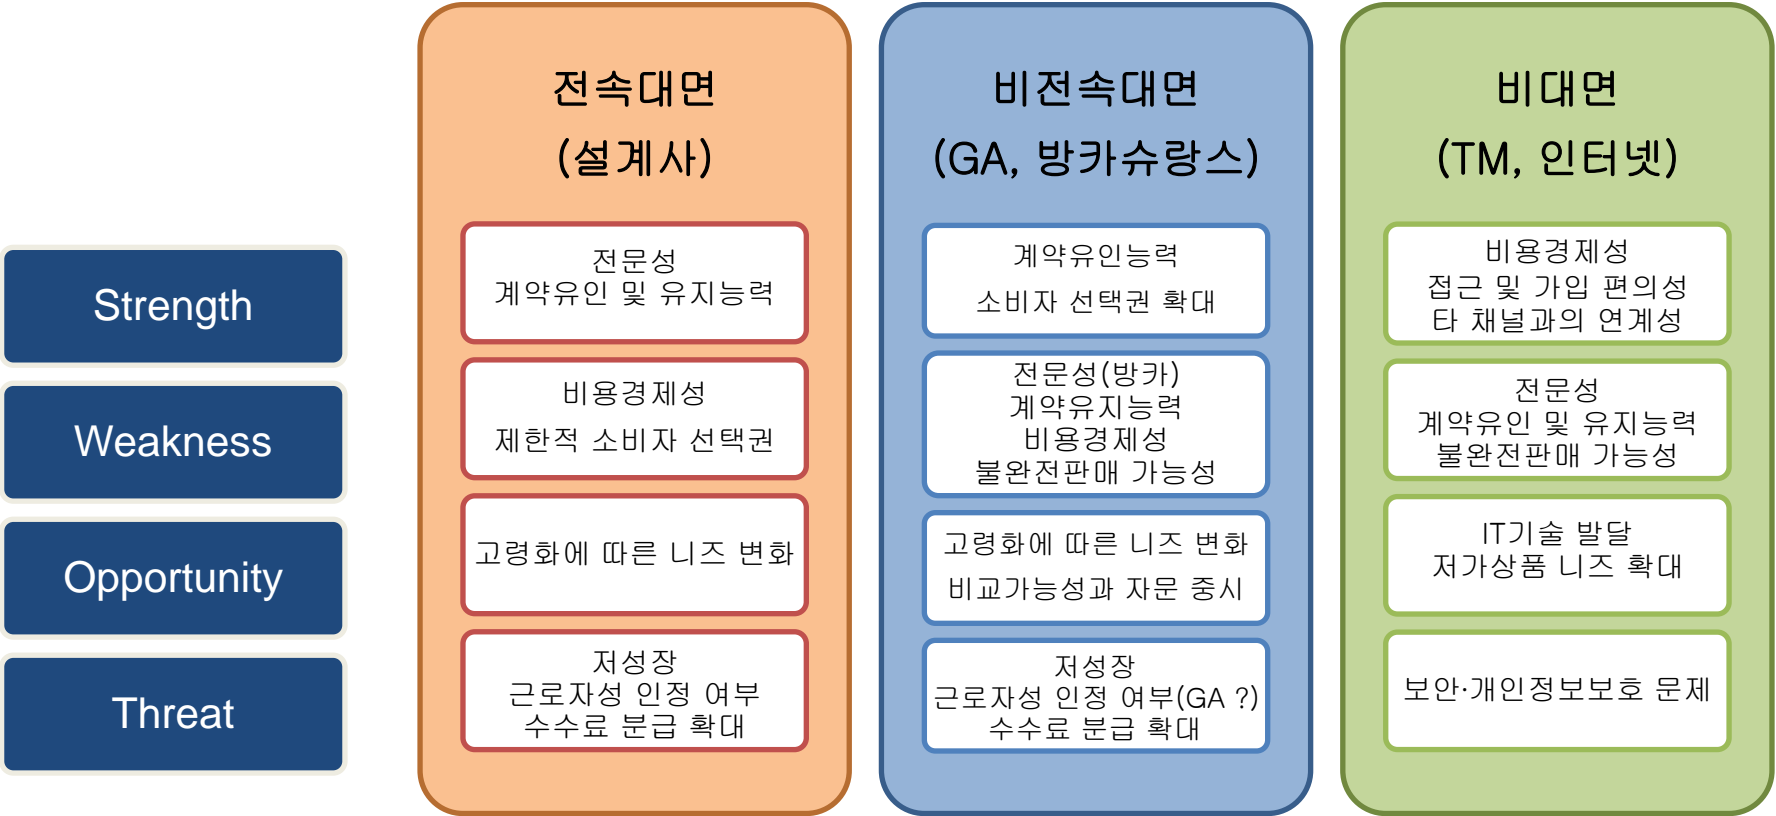 전속대면
(설계사)
비전속대면
(GA, 방카슈랑스)
비대면
(TM, 인터넷)
Strength
전문성
계약유인 및 유지능력
계약유인능력
소비자 선택권 확대
비용경제성
접근 및 가입 편의성
타 채널과의 연계성
Weakness
비용경제성
제한적 소비자 선택권
전문성(방카)
계약유지능력
비용경제성
불완전판매 가능성
전문성
계약유인 및 유지능력
불완전판매 가능성
Opportunity
고령화에 따른 니즈 변화
고령화에 따른 니즈 변화
비교가능성과 자문 중시
IT기술 발달
저가상품 니즈 확대
Threat
저성장
근로자성 인정 여부
수수료 분급 확대
저성장
근로자성 인정 여부(GA ?)
수수료 분급 확대
보안·개인정보보호 문제